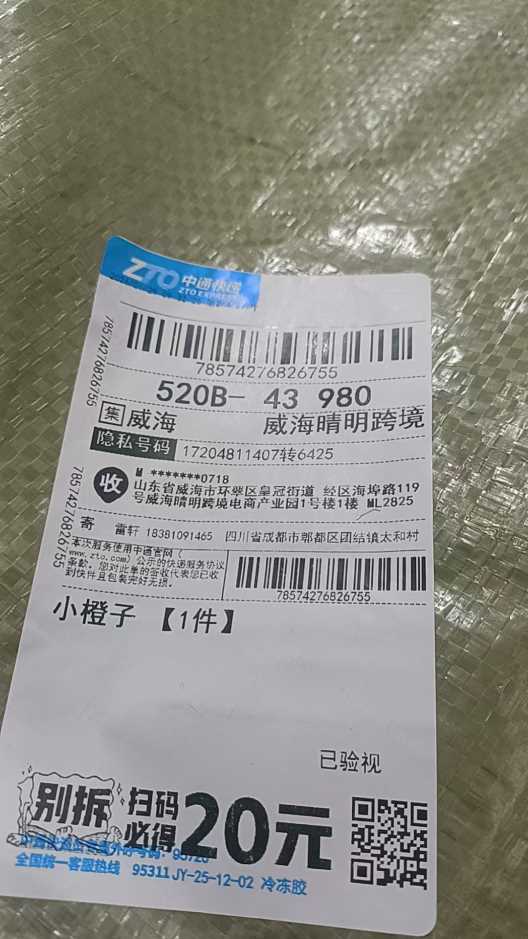 ZTO 中通快递
ZTO EXPRESS
78574276826755
78574276826755
520B- 43 980
集 威海 威海晴明跨境
隐私号码 17204811407转6425
收 M *******0718
山东省威海市环翠区皇冠街道 经区海埠路119
号威海晴明跨境电商产业园1号楼1楼 ML2825
78574276826755
寄 雷轩 18381091465 四川省成都市郫都区团结镇太和村
本次服务使用中通官网(
www.zto.com)公示的快递服务协议
条款。您对此单的签收代表您已收
到快件且包装完好无损。
78574276826755
小橙子 【1件】
已验视
别拆 扫码
必得 20元
全国统一客服热线 95311 JY-25-12-02 冷冻胶